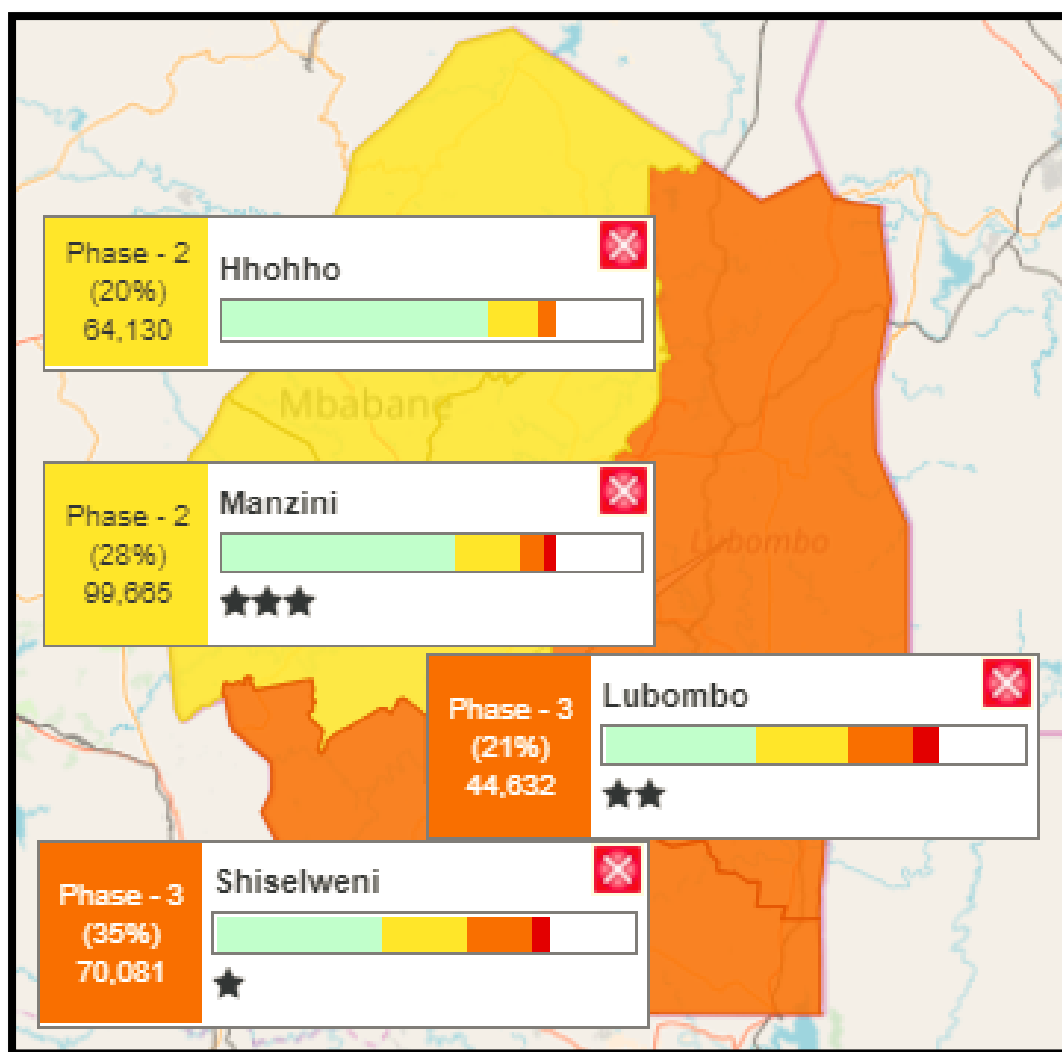 Phase - 2
(20%)
64,130
Hhohho
Mbabane
Phase - 2
(28%)
99,665
Manzini
Lubombo
Phase - 3
(21%)
44,632
Lubombo
Phase - 3
(35%)
70,081
Shiselweni